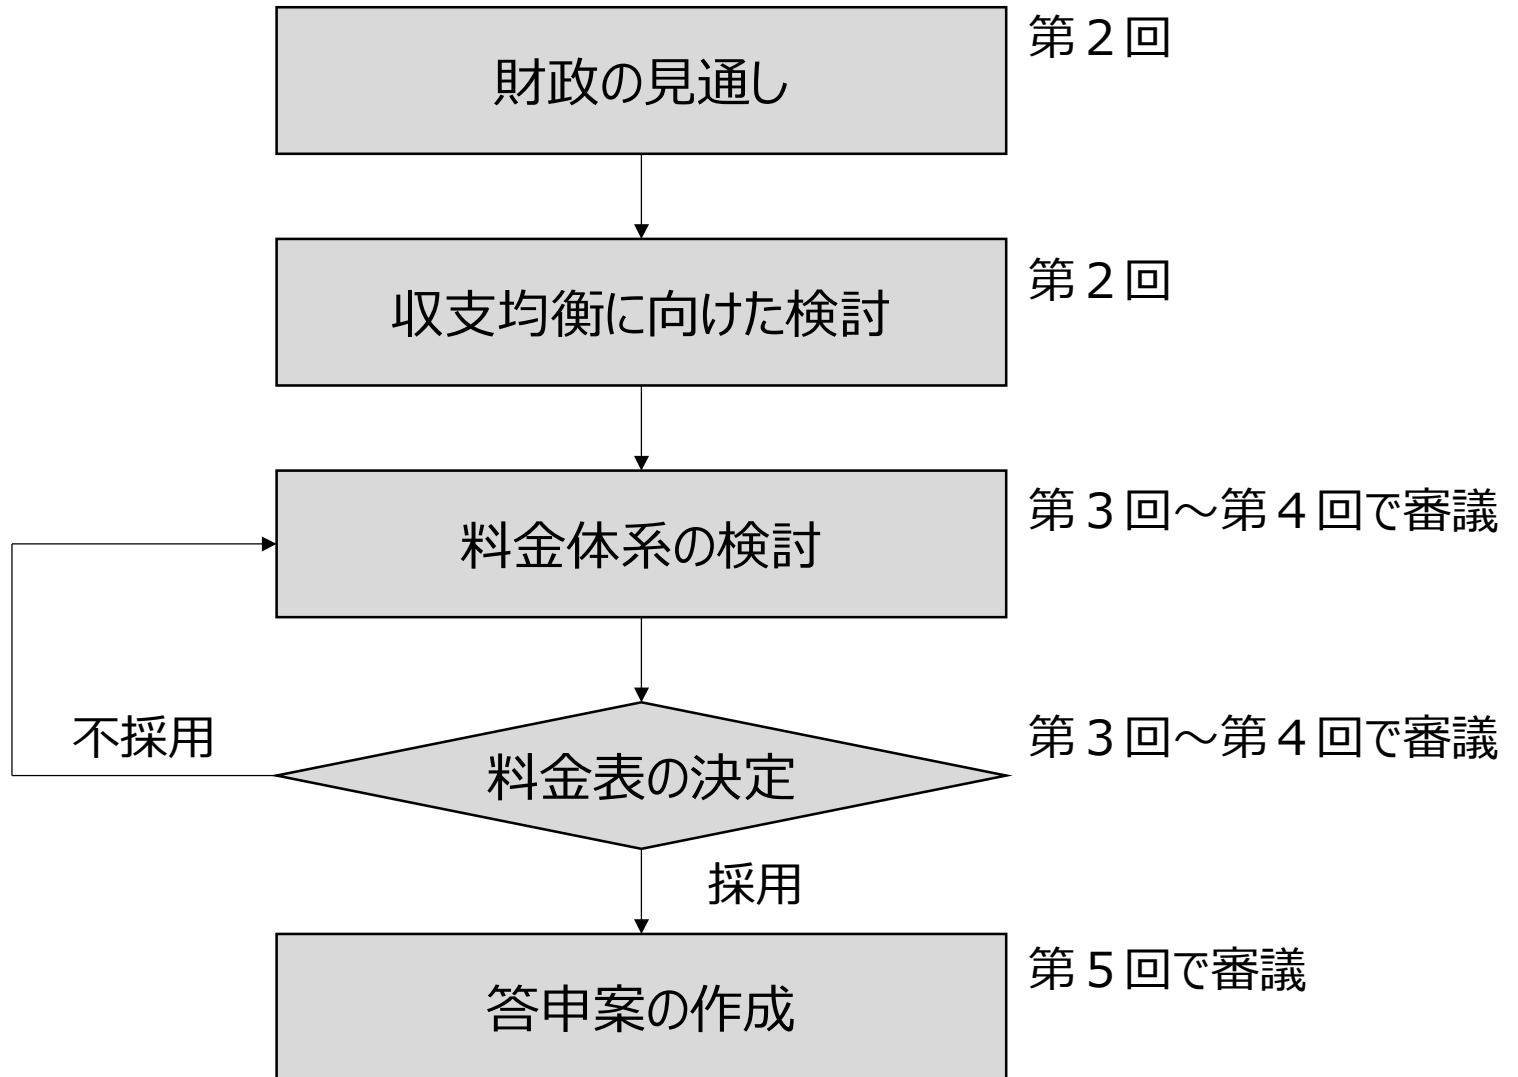 財政の見通し
第２回
収支均衡に向けた検討
第２回
料金体系の検討
第３回～第４回で審議
不採用
料金表の決定
第３回～第４回で審議
採用
答申案の作成
第５回で審議